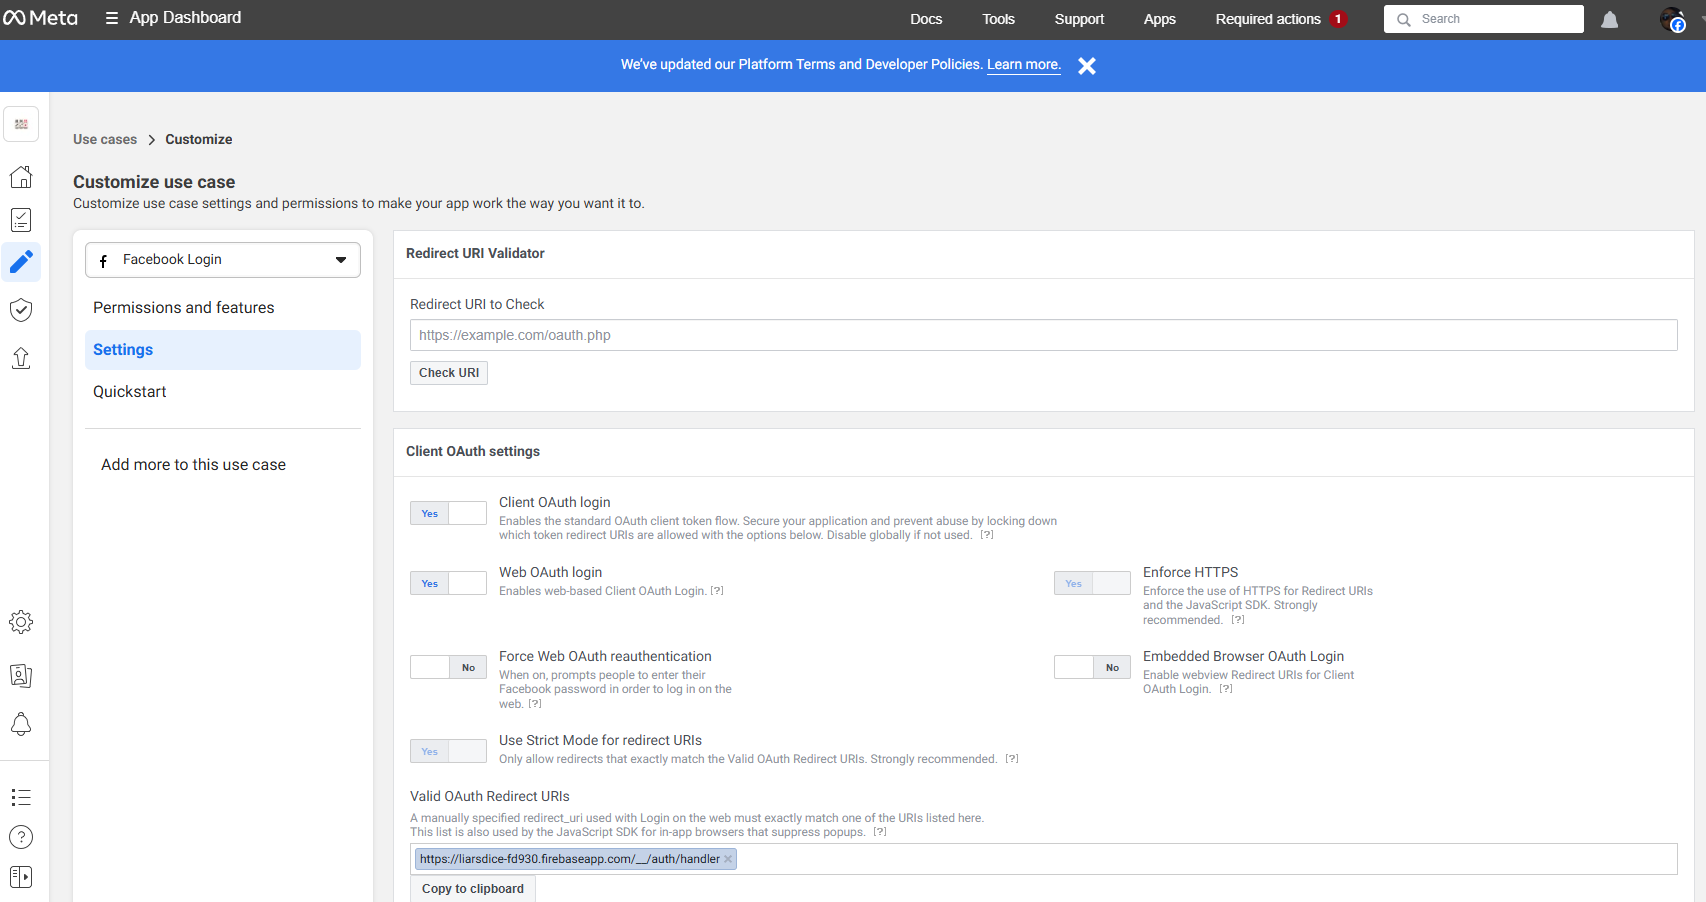 Meta
App Dashboard
Docs
Tools
Support
Apps
Required actions 1
Search
We've updated our Platform Terms and Developer Policies. Learn more.
Use cases > Customize
Customize use case
Customize use case settings and permissions to make your app work the way you want it to.
Facebook Login
Permissions and features
Settings
Quickstart
Add more to this use case
Redirect URI Validator
Redirect URI to Check
https://example.com/oauth.php
Check URI
Client OAuth settings
Yes
Client OAuth login
Enables the standard OAuth client token flow. Secure your application and prevent abuse by locking down
which token redirect URIs are allowed with the options below. Disable globally if not used. [?]
Yes
Web OAuth login
Enables web-based Client OAuth Login. [?]
Yes
Enforce HTTPS
Enforce the use of HTTPS for Redirect URIs
and the JavaScript SDK. Strongly
recommended. [?]
No
Force Web OAuth reauthentication
When on, prompts people to enter their
Facebook password in order to log in on the
web. [?]
No
Embedded Browser OAuth Login
Enable webview Redirect URIs for Client
OAuth Login. [?]
Yes
Use Strict Mode for redirect URIs
Only allow redirects that exactly match the Valid OAuth Redirect URIs. Strongly recommended. [?]
Valid OAuth Redirect URIs
A manually specified redirect_uri used with Login on the web must exactly match one of the URIs listed here.
This list is also used by the JavaScript SDK for in-app browsers that suppress popups. [?]
https://liarsdice-fd930.firebaseapp.com/__/auth/handler ×
Copy to clipboard